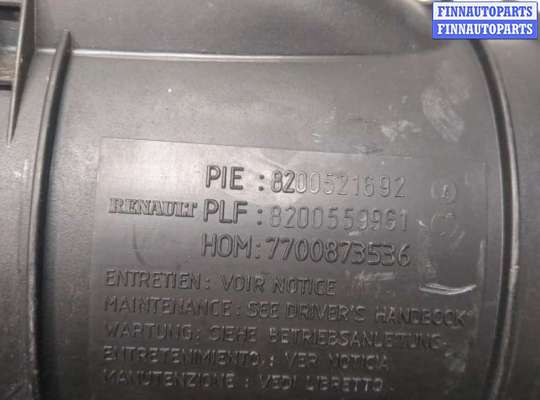 FINNAUTOPARTS
FINNAUTOPARTS
PIE : 8200521692
RENAULT PLF : 8200559961
HOM : 7700873536
ENTRETIEN : VOIR NOTICE
MAINTENANCE : SEE DRIVER'S HANDBOOK
WARTUNG : SIEHE BETRIEBSANLEITUNG
ENTRETENIMIENTO : VER NOTICIA
MANUTENZIONE : VEDI LIBRETTO